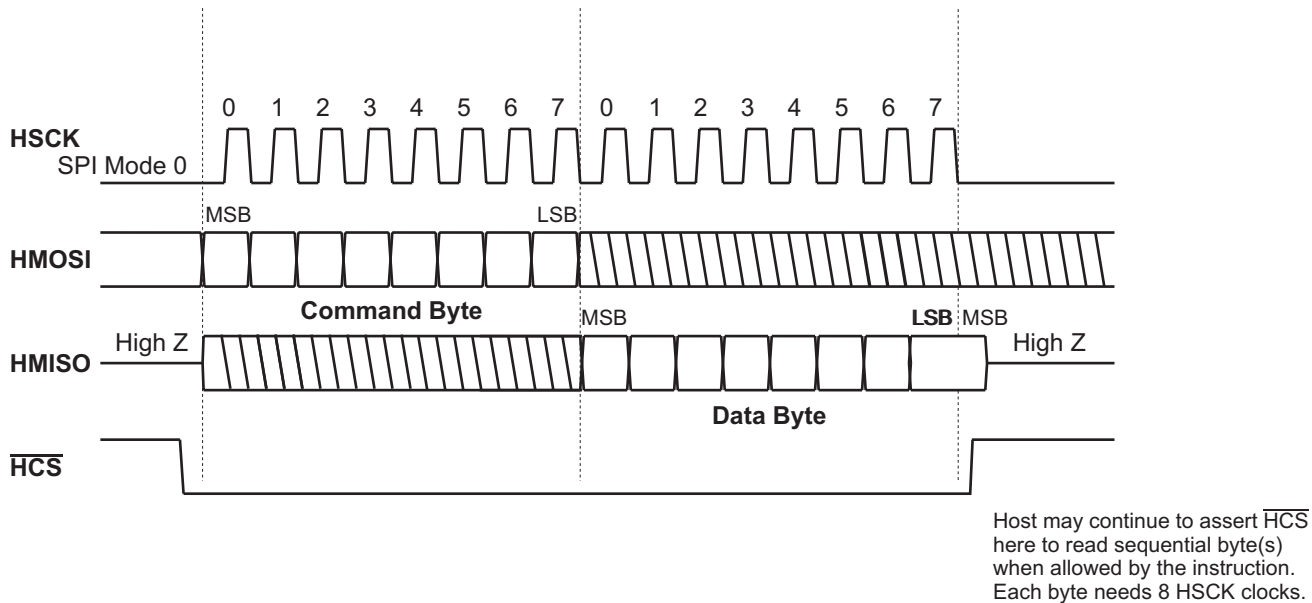 0 1 2 3 4 5 6 7 0 1 2 3 4 5 6 7
HSCK
SPI Mode 0
MSB LSB
HMOSI
Command Byte
MSB LSB MSB
High Z High Z
HMISO
Data Byte
HCS
Host may continue to assert HCS
here to read sequential byte(s)
when allowed by the instruction.
Each byte needs 8 HSCK clocks.